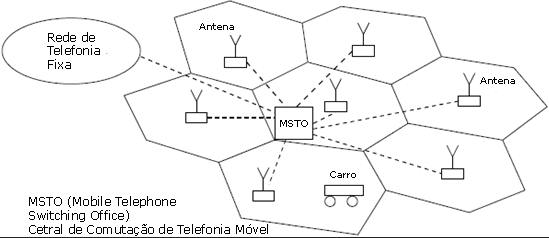 Rede de
Telefonia
Fixa
Antena
Antena
MSTO
Carro
MSTO (Mobile Telephone
Switching Office)
Cetral de Comutação de Telefonia Móvel